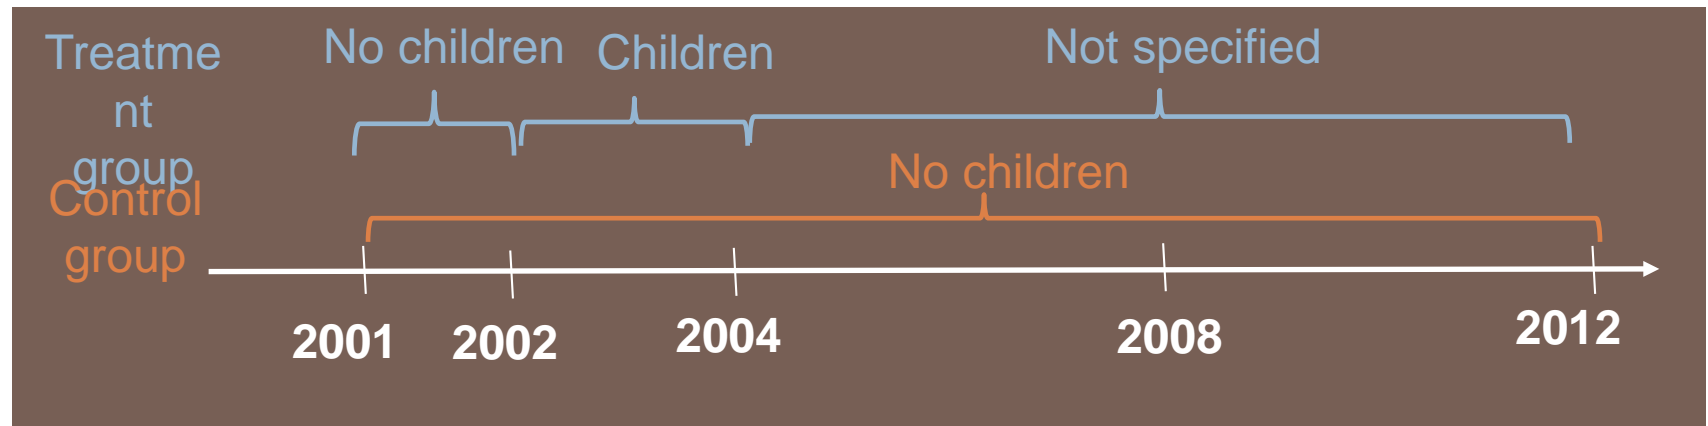 Treatme
nt
group
No children
Children
Not specified
Control
group
No children
2001
2002
2004
2008
2012